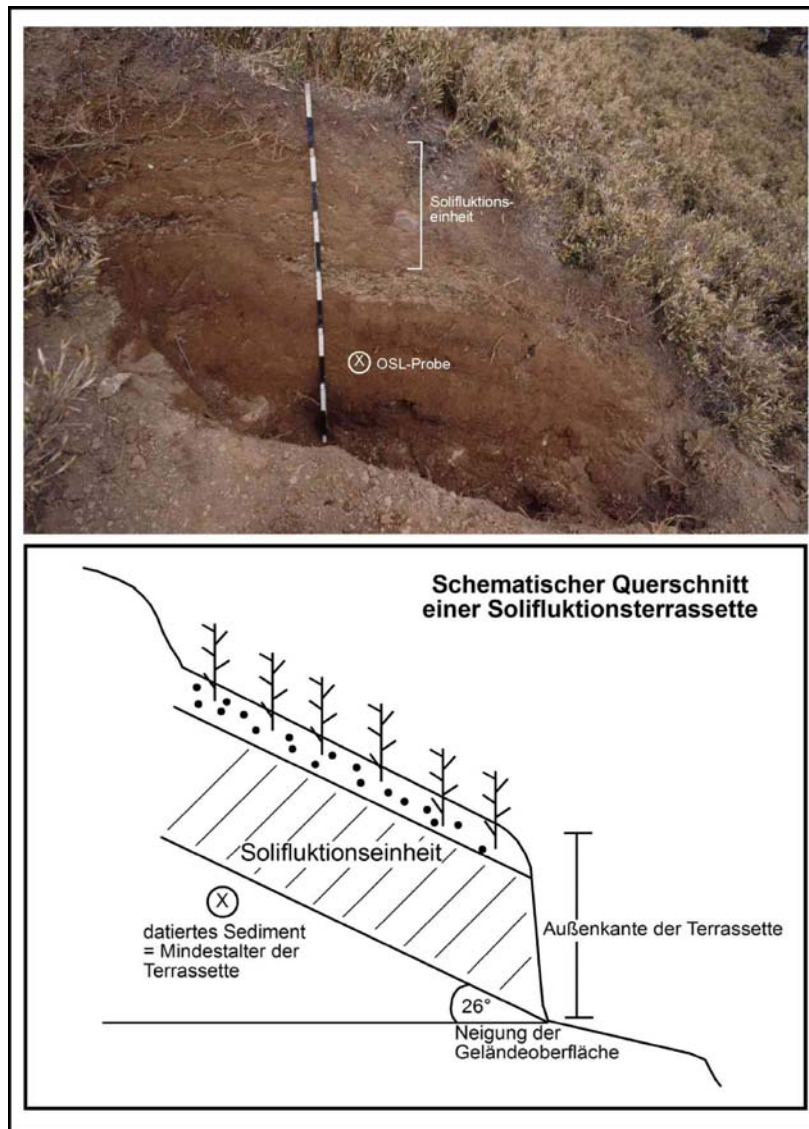 Solifluktions-
einheit
X
OSL-Probe
Schematischer Querschnitt
einer Solifluktionsterrassette
Solifluktionseinheit
X
datiertes Sediment
= Mindestalter der
Terrassette
Außenkante der Terrassette
26°
Neigung der
Geländeoberfläche